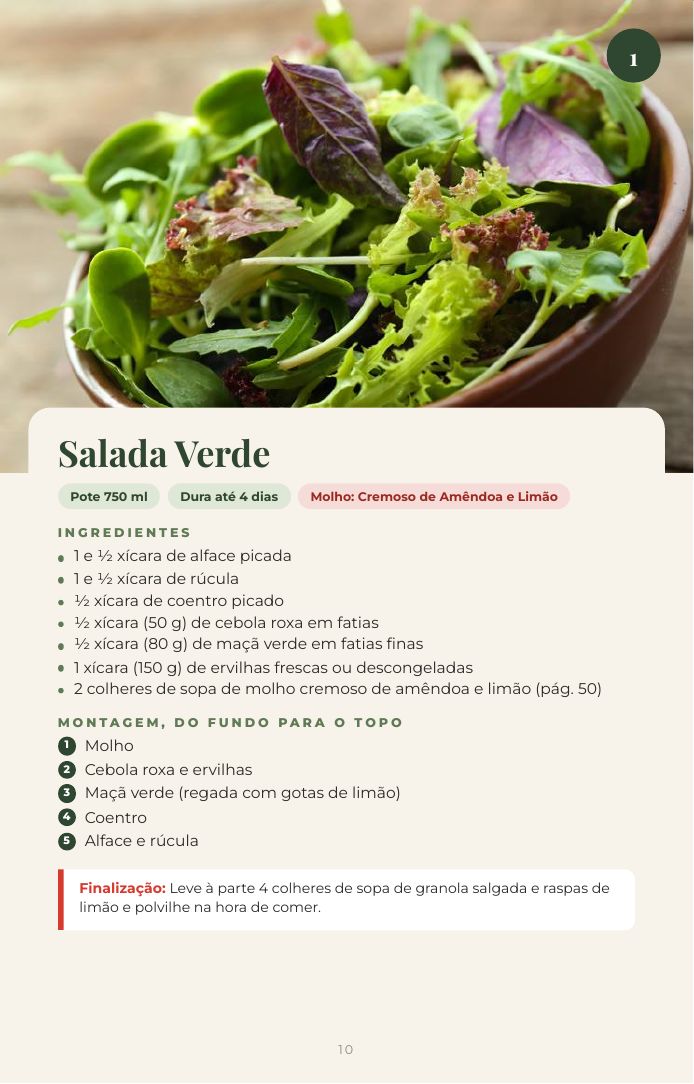 1
Salada Verde
Pote 750 ml Dura até 4 dias Molho: Cremoso de Amêndoa e Limão
INGREDIENTES
• 1 e ½ xícara de alface picada
• 1 e ½ xícara de rúcula
• ½ xícara de coentro picado
• ½ xícara (50 g) de cebola roxa em fatias
• ½ xícara (80 g) de maçã verde em fatias finas
• 1 xícara (150 g) de ervilhas frescas ou descongeladas
• 2 colheres de sopa de molho cremoso de amêndoa e limão (pág. 50)
MONTAGEM, DO FUNDO PARA O TOPO
1 Molho
2 Cebola roxa e ervilhas
3 Maçã verde (regada com gotas de limão)
4 Coentro
5 Alface e rúcula
Finalização: Leve à parte 4 colheres de sopa de granola salgada e raspas de
limão e polvilhe na hora de comer.
10